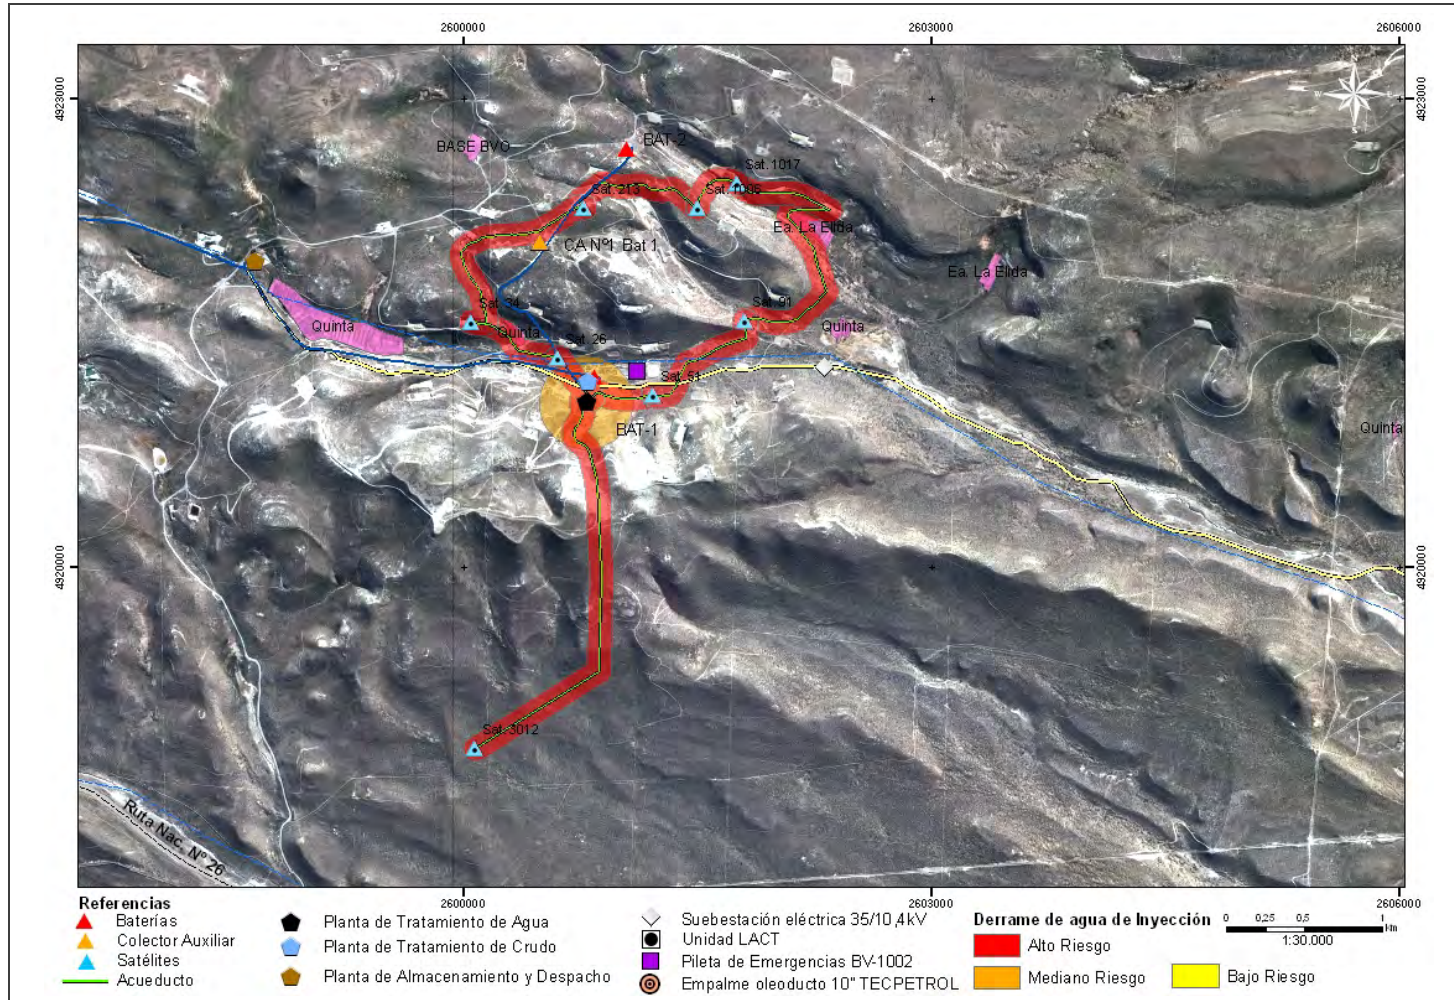 2600000
2603000
2606000
4923000
4923000
N
W
E
S
BASE BVO
BAT-2
Sat. 1017
Sat. 213
Sat. 1006
Ea. La Elida
CA Nº1 Bat 1
Ea. La Elida
Sat. 34
Sat. 91
Quinta
Quinta
Quinta
Sat. 26
Sat. 51
BAT-1
Quinta
4920000
4920000
Sat. 3012
Ruta Nac. Nº 26
2600000
2603000
2606000
Referencias
Baterías
Colector Auxiliar
Satélites
Acueducto
Planta de Tratamiento de Agua
Planta de Tratamiento de Crudo
Planta de Almacenamiento y Despacho
Suebestación eléctrica 35/10,4kV
Unidad LACT
Pileta de Emergencias BV-1002
Empalme oleoducto 10" TECPETROL
Derrame de agua de Inyección
Alto Riesgo
Mediano Riesgo
Bajo Riesgo
0 0,25 0,5 1
Km
1:30.000